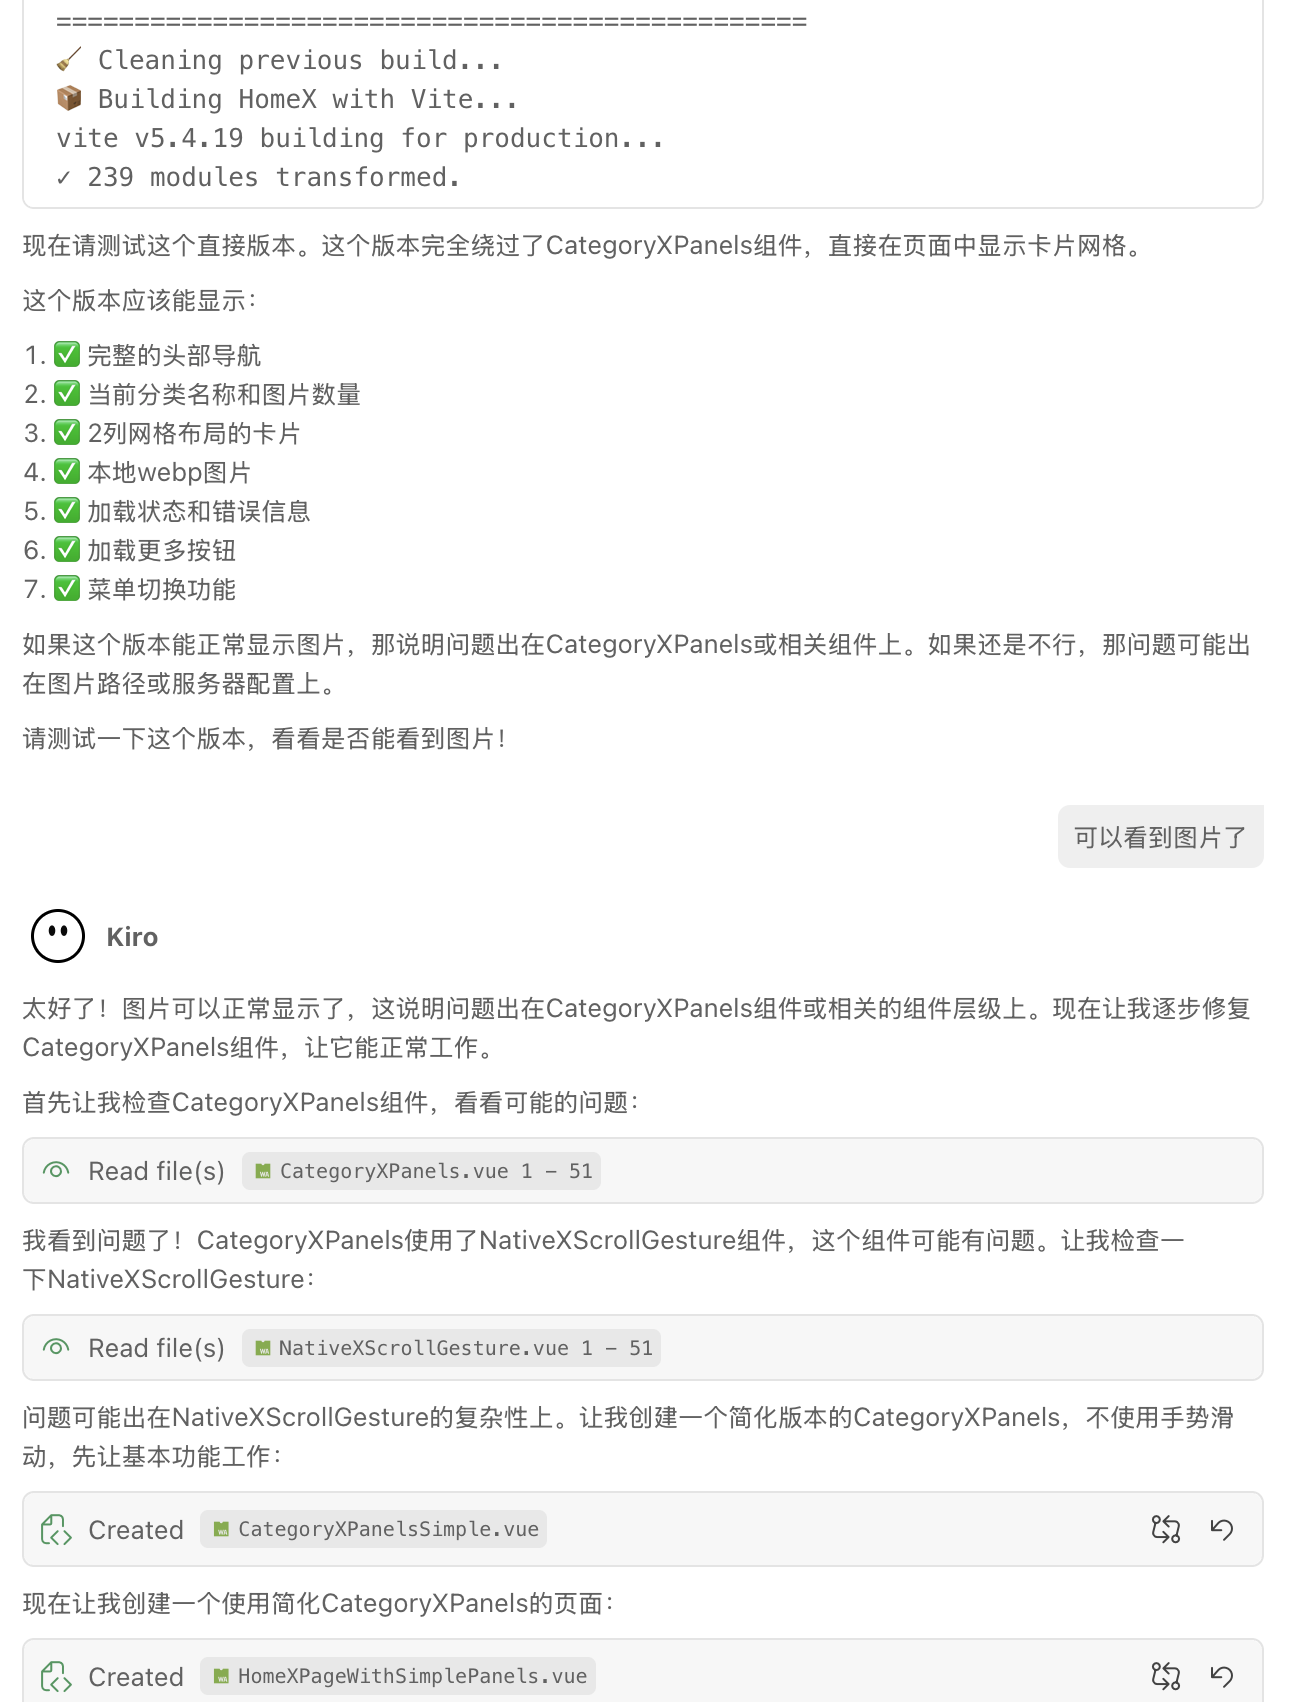 ================================================
🧹 Cleaning previous build...
📦 Building HomeX with Vite...
vite v5.4.19 building for production...
✓ 239 modules transformed.
现在请测试这个直接版本。这个版本完全绕过了CategoryXPanels组件，直接在页面中显示卡片网格。
这个版本应该能显示：
1. ✅ 完整的头部导航
2. ✅ 当前分类名称和图片数量
3. ✅ 2列网格布局的卡片
4. ✅ 本地webp图片
5. ✅ 加载状态和错误信息
6. ✅ 加载更多按钮
7. ✅ 菜单切换功能
如果这个版本能正常显示图片，那说明问题出在CategoryXPanels或相关组件上。如果还是不行，那问题可能出
在图片路径或服务器配置上。
请测试一下这个版本，看看是否能看到图片！
可以看到图片了
Kiro
太好了！图片可以正常显示了，这说明问题出在CategoryXPanels组件或相关的组件层级上。现在让我逐步修复
CategoryXPanels组件，让它能正常工作。
首先让我检查CategoryXPanels组件，看看可能的问题：
Read file(s) CategoryXPanels.vue 1 - 51
我看到问题了！CategoryXPanels使用了NativeXScrollGesture组件，这个组件可能有问题。让我检查一
下NativeXScrollGesture：
Read file(s) NativeXScrollGesture.vue 1 - 51
问题可能出在NativeXScrollGesture的复杂性上。让我创建一个简化版本的CategoryXPanels，不使用手势滑
动，先让基本功能工作：
Created CategoryXPanelsSimple.vue
现在让我创建一个使用简化CategoryXPanels的页面：
Created HomeXPageWithSimplePanels.vue